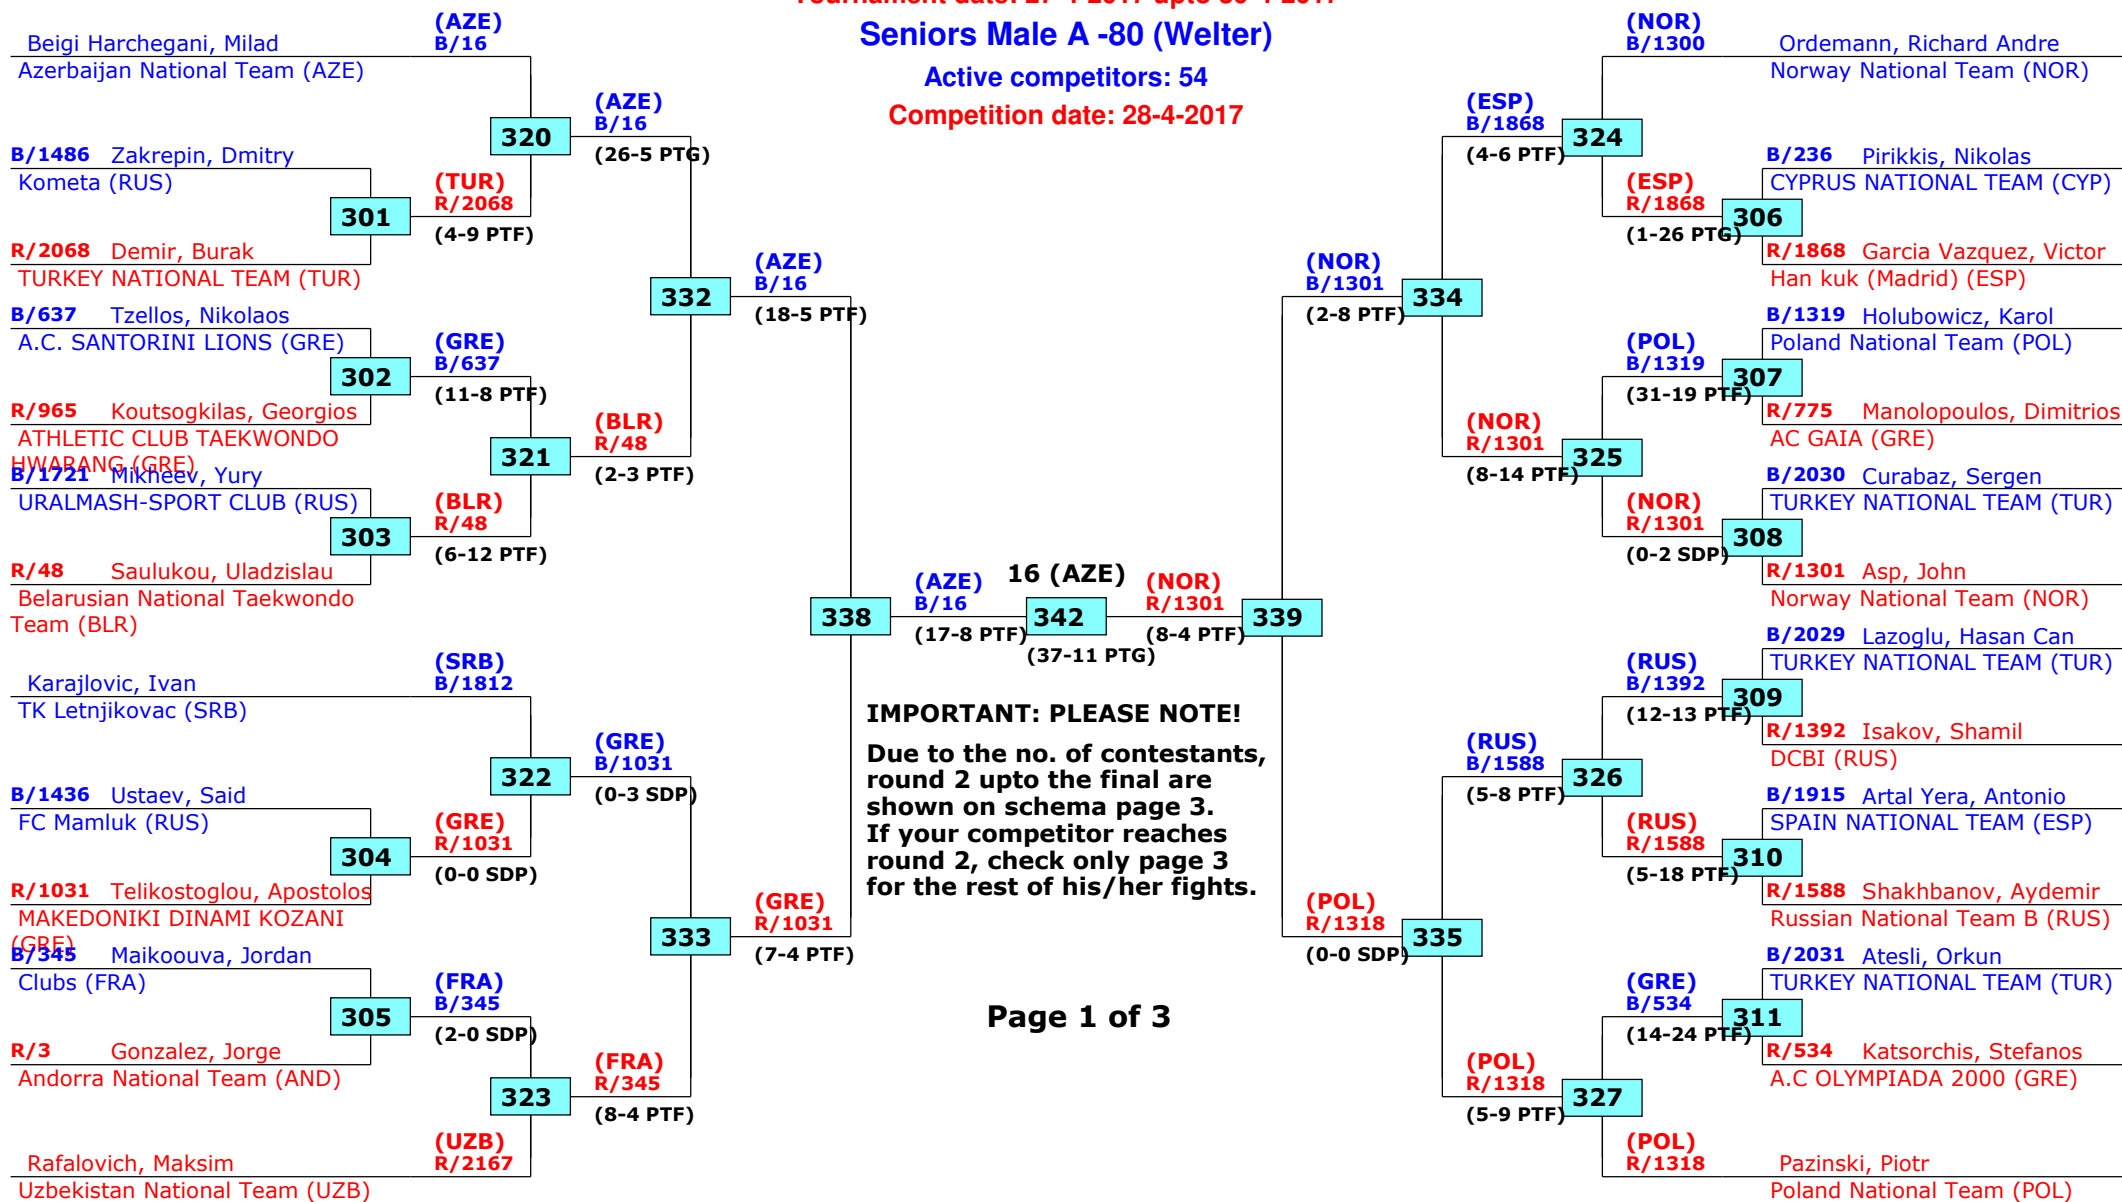 Tournament date: 27-4-2017 upto 30-4-2017
Seniors Male A -80 (Welter)
Active competitors: 54
Competition date: 28-4-2017
Beigi Harchegani, Milad
Azerbaijan National Team (AZE)
(AZE)
B/16
B/1486 Zakrepin, Dmitry
Kometa (RUS)
301
R/2068 Demir, Burak
TURKEY NATIONAL TEAM (TUR)
(TUR)
R/2068
(4-9 PTF)
320
(AZE)
B/16
(26-5 PTG)
B/637 Tzellos, Nikolaos
A.C. SANTORINI LIONS (GRE)
302
R/965 Koutsogkilas, Georgios
ATHLETIC CLUB TAEKWONDO
HWARANG (GRE)
(GRE)
B/637
(11-8 PTF)
B/1721 Mikheev, Yury
URALMASH-SPORT CLUB (RUS)
303
R/48 Saulukou, Uladzislau
Belarusian National Taekwondo
Team (BLR)
(BLR)
R/48
(6-12 PTF)
321
(BLR)
R/48
(2-3 PTF)
332
(AZE)
B/16
(18-5 PTF)
Karajlovic, Ivan
TK Letnjikovac (SRB)
(SRB)
B/1812
B/1436 Ustaev, Said
FC Mamluk (RUS)
304
R/1031 Telikostoglou, Apostolos
MAKEDONIKI DINAMI KOZANI
(GRE)
(GRE)
R/1031
(0-0 SDP)
322
(GRE)
B/1031
(0-3 SDP)
B/345 Maikoouva, Jordan
Clubs (FRA)
305
R/3 Gonzalez, Jorge
Andorra National Team (AND)
(FRA)
B/345
(2-0 SDP)
323
(FRA)
R/345
(8-4 PTF)
(UZB)
R/2167
Rafalovich, Maksim
Uzbekistan National Team (UZB)
333
(GRE)
R/1031
(7-4 PTF)
338
(AZE)
B/16
(17-8 PTF)
16 (AZE)
342
(37-11 PTG)
(NOR)
R/1301
(8-4 PTF)
339
IMPORTANT: PLEASE NOTE!
Due to the no. of contestants,
round 2 upto the final are
shown on schema page 3.
If your competitor reaches
round 2, check only page 3
for the rest of his/her fights.
Page 1 of 3
(NOR)
B/1300
Ordemann, Richard Andre
Norway National Team (NOR)
(ESP)
B/1868
(4-6 PTF)
324
B/236 Pirikkis, Nikolas
CYPRUS NATIONAL TEAM (CYP)
(ESP)
R/1868
(1-26 PTG)
306
R/1868 Garcia Vazquez, Victor
Han kuk (Madrid) (ESP)
(NOR)
B/1301
(2-8 PTF)
334
B/1319 Holubowicz, Karol
Poland National Team (POL)
(POL)
B/1319
(31-19 PTF)
307
R/775 Manolopoulos, Dimitrios
AC GAIA (GRE)
(NOR)
R/1301
(8-14 PTF)
325
B/2030 Curabaz, Sergen
TURKEY NATIONAL TEAM (TUR)
(NOR)
R/1301
(0-2 SDP)
308
R/1301 Asp, John
Norway National Team (NOR)
B/2029 Lazoglu, Hasan Can
TURKEY NATIONAL TEAM (TUR)
(RUS)
B/1392
(12-13 PTF)
309
R/1392 Isakov, Shamil
DCBI (RUS)
(RUS)
B/1588
(5-8 PTF)
326
B/1915 Artal Yera, Antonio
SPAIN NATIONAL TEAM (ESP)
(RUS)
R/1588
(5-18 PTF)
310
R/1588 Shakhbanov, Aydemir
Russian National Team B (RUS)
(POL)
R/1318
(0-0 SDP)
335
B/2031 Atesli, Orkun
TURKEY NATIONAL TEAM (TUR)
(GRE)
B/534
(14-24 PTF)
311
R/534 Katsorchis, Stefanos
A.C OLYMPIADA 2000 (GRE)
(POL)
R/1318
(5-9 PTF)
327
(POL)
R/1318
Pazinski, Piotr
Poland National Team (POL)